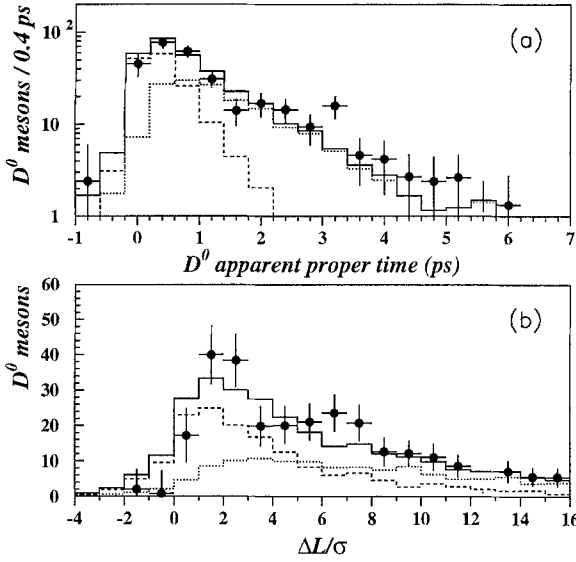 D⁰ mesons / 0.4 ps
10²
10
1
(a)
-1 0 1 2 3 4 5 6 7
D⁰ apparent proper time (ps)
D⁰ mesons
60
50
40
30
20
10
0
(b)
-4 -2 0 2 4 6 8 10 12 14 16
ΔL/σ